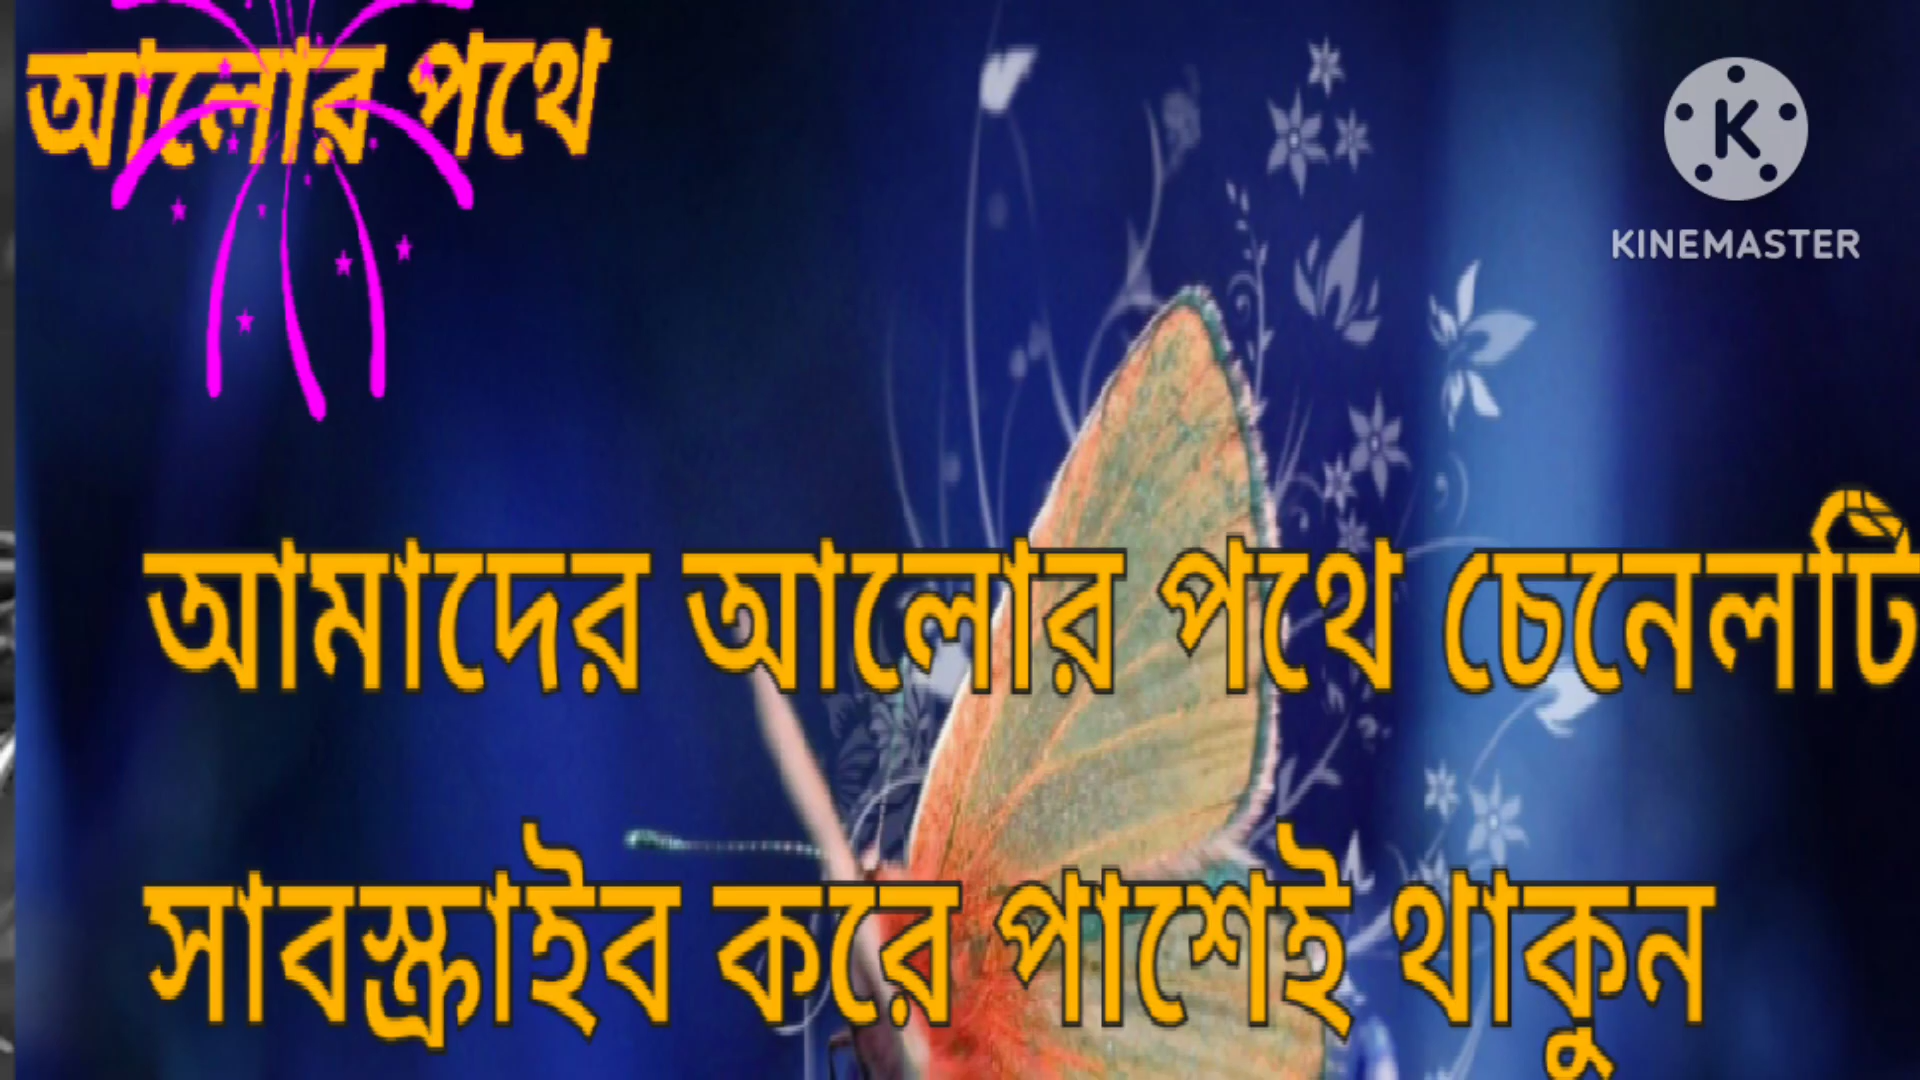 আলোর পথে
KINEMASTER
আমাদের আলোর পথে চেনেলটি
সাবস্ক্রাইব করে পাশেই থাকুন